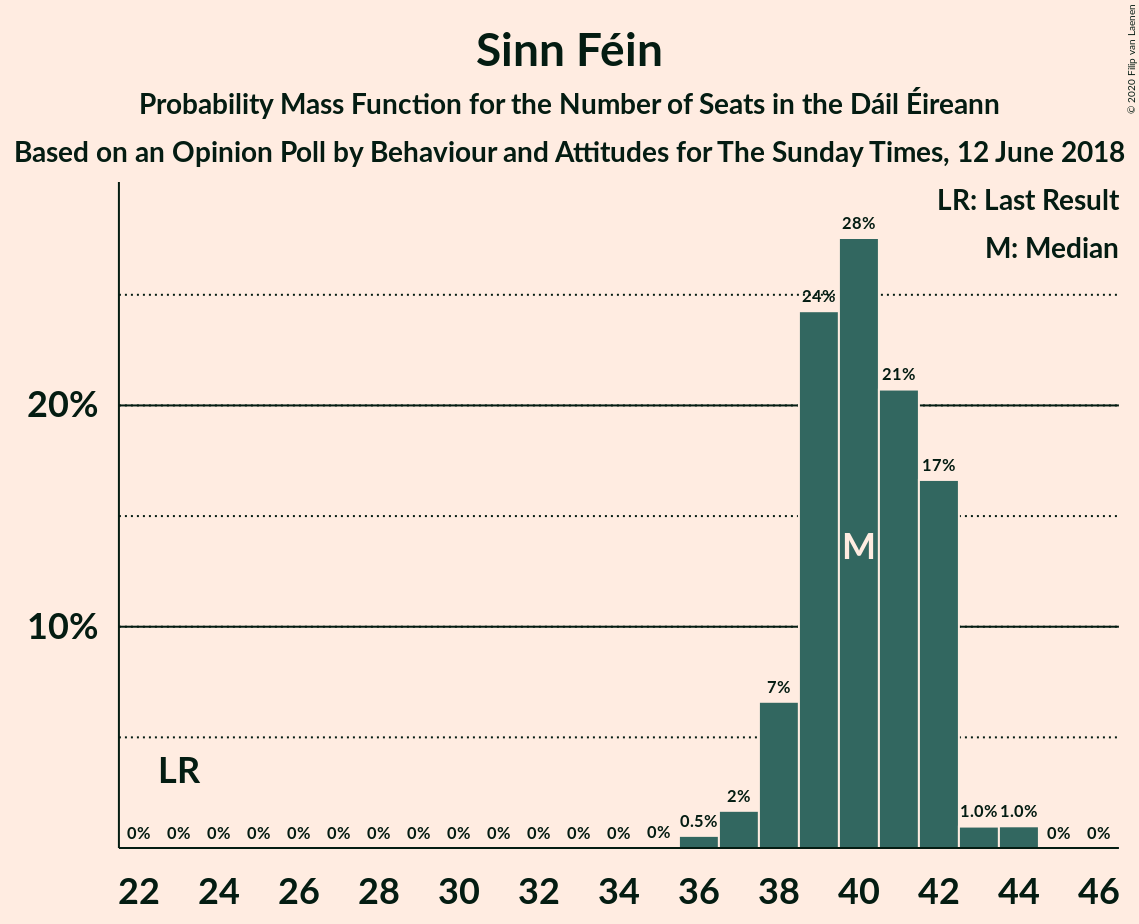 Sinn Féin
Probability Mass Function for the Number of Seats in the Dáil Éireann
Based on an Opinion Poll by Behaviour and Attitudes for The Sunday Times, 12 June 2018
© 2020 Filip van Laenen
LR: Last Result
M: Median
28%
24%
21%
20%
17%
M
10%
7%
LR
2%
0.5%
1.0% 1.0%
0% 0% 0% 0% 0% 0% 0% 0% 0% 0% 0% 0% 0% 0% 0% 0%
22 24 26 28 30 32 34 36 38 40 42 44 46